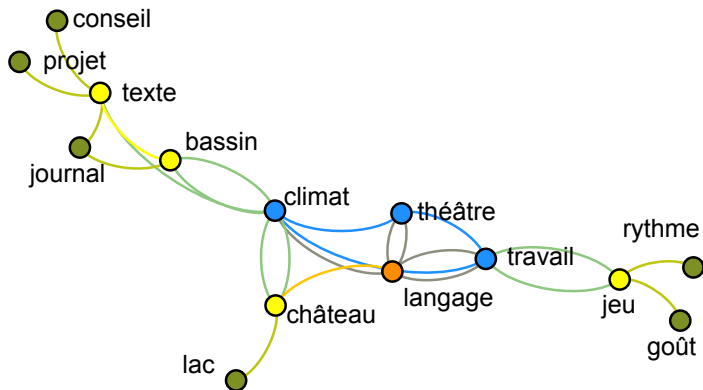 conseil
projet
texte
bassin
journal
climat
théâtre
rythme
travail
langage
jeu
château
goût
lac